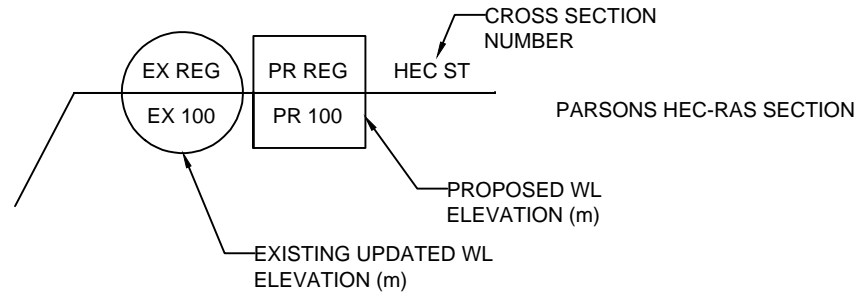 CROSS SECTION
NUMBER
EX REG
PR REG
HEC ST
EX 100
PR 100
PARSONS HEC-RAS SECTION
PROPOSED WL
ELEVATION (m)
EXISTING UPDATED WL
ELEVATION (m)